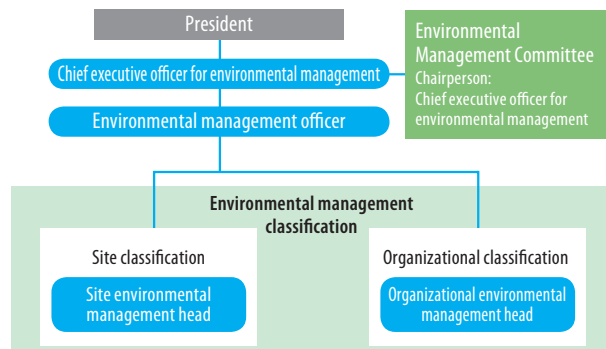 President
Chief executive officer for environmental management
Environmental management officer
Environmental
Management Committee
Chairperson:
Chief executive officer for
environmental management
Environmental management
classification
Site classification
Site environmental
management head
Organizational classification
Organizational environmental
management head